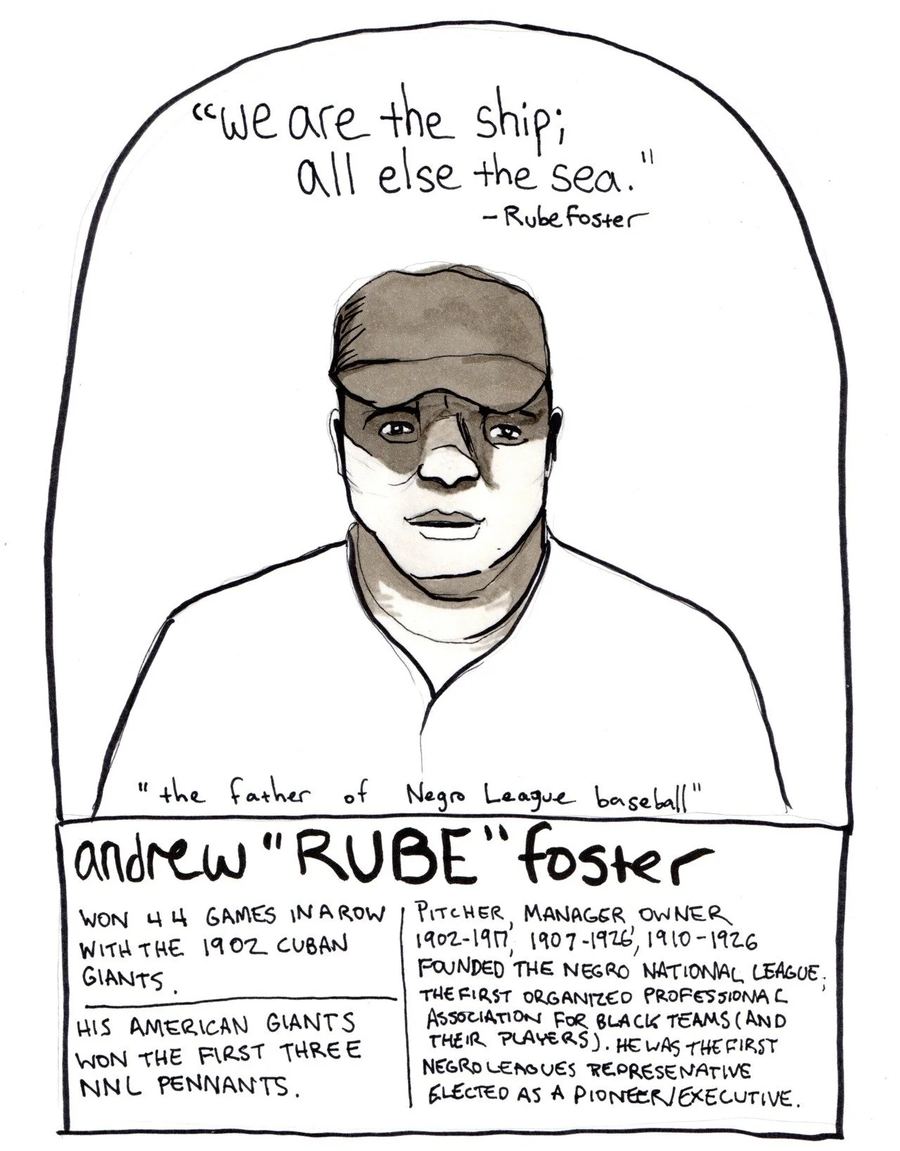 “we are the ship;
all else the sea."
- Rube Foster
"the father of Negro League baseball"
andrew "RUBE" foster
WON 44 GAMES IN A ROW
WITH THE 1902 CUBAN
GIANTS.
HIS AMERICAN GIANTS
WON THE FIRST THREE
NNL PENNANTS.
PITCHER, MANAGER, OWNER
1902-1917, 1907-1926, 1910-1926
FOUNDED THE NEGRO NATIONAL LEAGUE;
THE FIRST ORGANIZED PROFESSIONAL
ASSOCIATION FOR BLACK TEAMS (AND
THEIR PLAYERS). HE WAS THE FIRST
NEGRO LEAGUES REPRESENATIVE
ELECTED AS A PIONEER/EXECUTIVE.